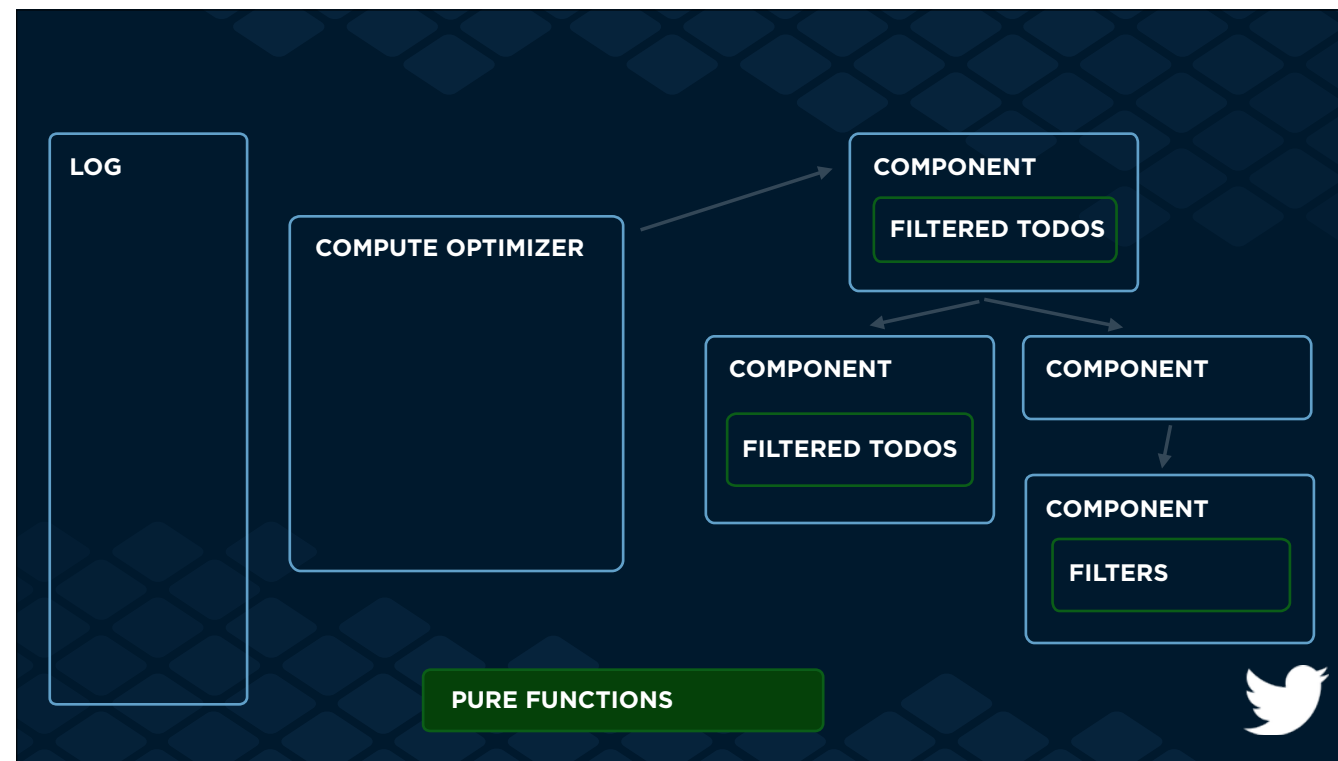 LOG
COMPUTE OPTIMIZER
COMPONENT
FILTERED TODOS
COMPONENT
FILTERED TODOS
COMPONENT
COMPONENT
FILTERS
PURE FUNCTIONS